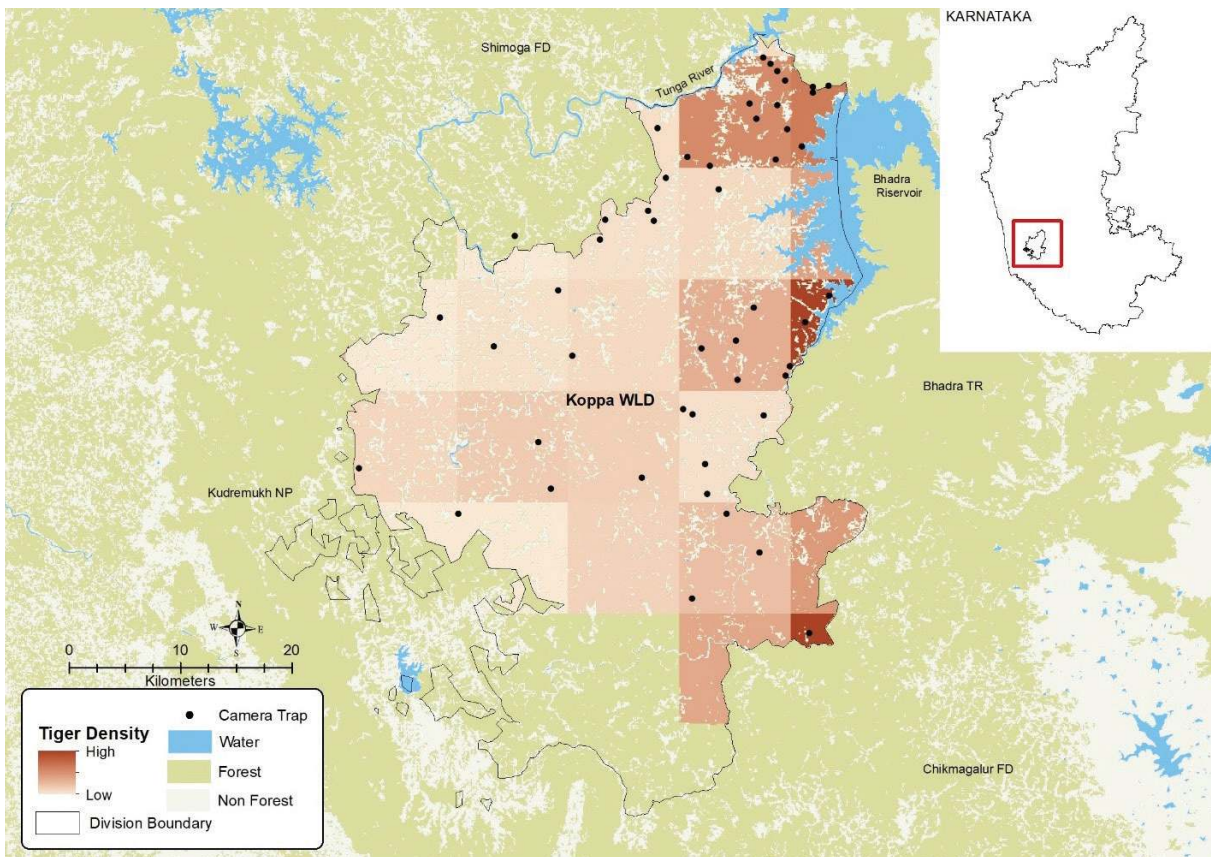 KARNATAKA
Shimoga FD
Tunga River
Bhadra
Riservoir
Bhadra TR
Koppa WLD
Kudremukh NP
Chikmagalur FD
N
W E
S
0 10 20
Kilometers
Tiger Density
High
Low
Division Boundary
Camera Trap
Water
Forest
Non Forest